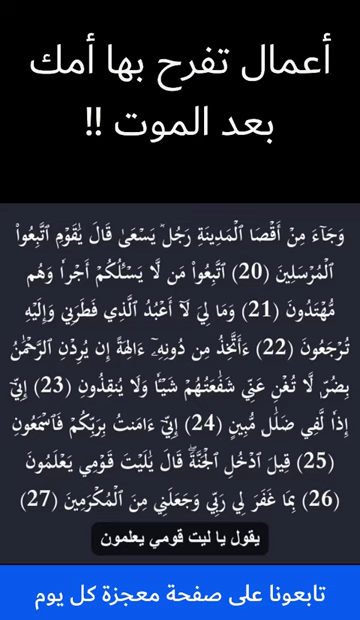 أعمال تفرح بها أمك
بعد الموت !!
وَجَآءَ مِنۡ أَقۡصَا ٱلۡمَدِينَةِ رَجُلٞ يَسۡعَىٰ قَالَ يَٰقَوۡمِ ٱتَّبِعُواْ
ٱلۡمُرۡسَلِينَ (20) ٱتَّبِعُواْ مَن لَّا يَسۡـَٔلُكُمۡ أَجۡرٗا وَهُم
مُّهۡتَدُونَ (21) وَمَا لِيَ لَآ أَعۡبُدُ ٱلَّذِي فَطَرَنِي وَإِلَيۡهِ
تُرۡجَعُونَ (22) ءَأَتَّخِذُ مِن دُونِهِۦٓ ءَالِهَةً إِن يُرِدۡنِ ٱلرَّحۡمَٰنُ
بِضُرّٖ لَّا تُغۡنِ عَنِّي شَفَٰعَتُهُمۡ شَيۡـٔٗا وَلَا يُنقِذُونِ (23) إِنِّيٓ
إِذٗا لَّفِي ضَلَٰلٖ مُّبِينٍ (24) إِنِّيٓ ءَامَنتُ بِرَبِّكُمۡ فَٱسۡمَعُونِ
(25) قِيلَ ٱدۡخُلِ ٱلۡجَنَّةَۖ قَالَ يَٰلَيۡتَ قَوۡمِي يَعۡلَمُونَ
(26) بِمَا غَفَرَ لِي رَبِّي وَجَعَلَنِي مِنَ ٱلۡمُكۡرَمِينَ (27)
يقول يا ليت قومي يعلمون
تابعونا على صفحة معجزة كل يوم